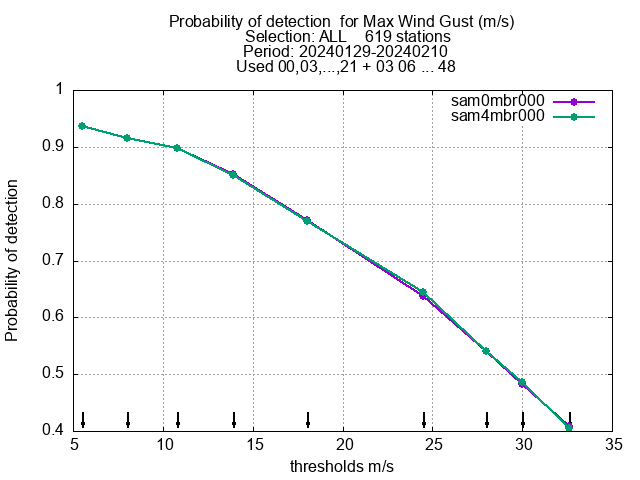 Probability of detection  for Max Wind Gust (m/s)
Selection: ALL    619 stations
Period: 20240129-20240210
Used 00,03,...,21 + 03 06 ... 48
sam0mbr000
sam4mbr000
1
0.9
0.8
0.7
0.6
0.5
0.4
Probability of detection
5 10 15 20 25 30 35
thresholds m/s